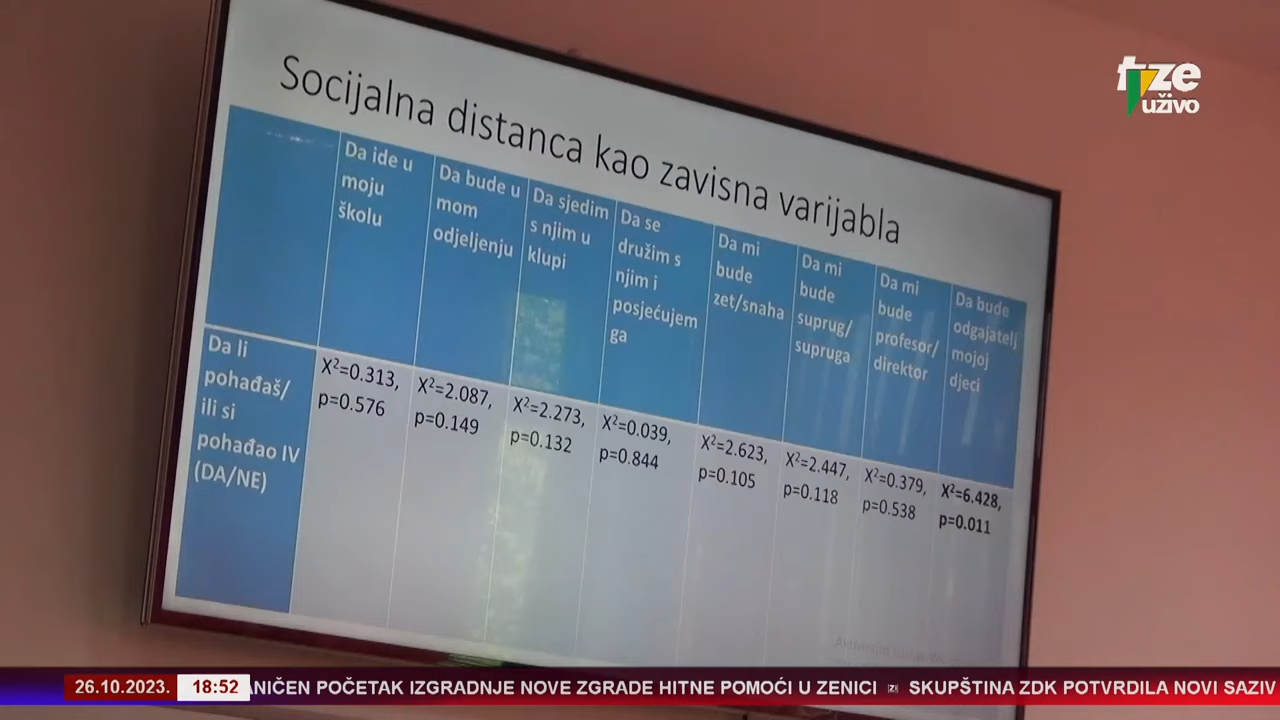 Socijalna distanca kao zavisna varijabla
Da ide u
moju
školu
Da bude u
mom
odjeljenju
Da sjedim
s njim u
klupi
Da se
družim s
njim i
posjećujem
ga
Da mi
bude
zet/snaha
Da mi
bude
suprug/
supruga
Da mi
bude
profesor/
direktor
Da bude
odgajatelj
mojoj
djeci
Da li
pohađaš/
ili si
pohađao IV
(DA/NE)
X²=0.313,
p=0.576
X²=2.087,
p=0.149
X²=2.273,
p=0.132
X²=0.039,
p=0.844
X²=2.623,
p=0.105
X²=2.447,
p=0.118
X²=0.379,
p=0.538
X²=6.428,
p=0.011
tvze
uživo
26.10.2023. 18:52 ANIČEN POČETAK IZGRADNJE NOVE ZGRADE HITNE POMOĆI U ZENICI SKUPŠTINA ZDK POTVRDILA NOVI SAZIV